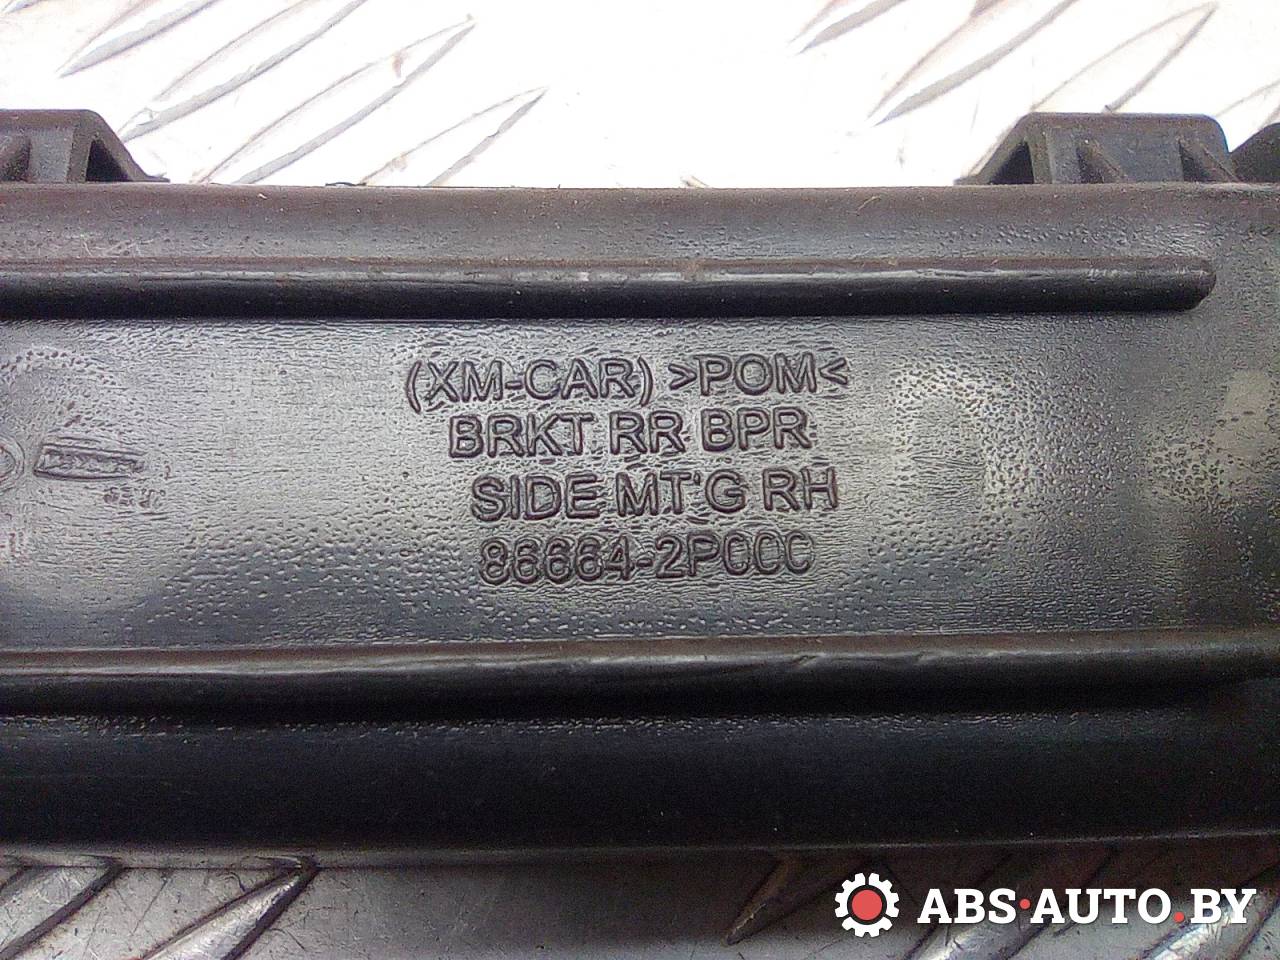 (XM-CAR) >POM<
BRKT RR BPR
SIDE MT'G RH
86664-2P000
ABS·AUTO.BY